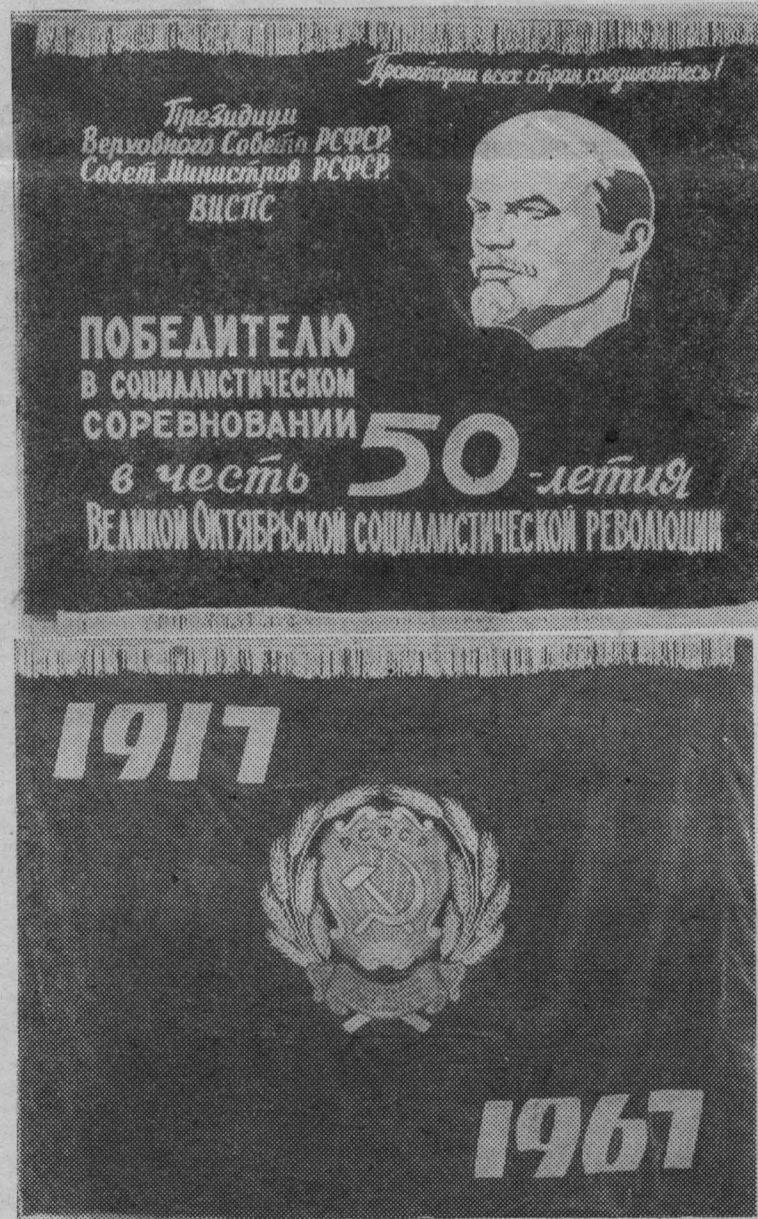 Пролетарии всех стран, соединяйтесь!
Президиум
Верховного Совета РСФСР.
Совет Министров РСФСР.
ВЦСПС
ПОБЕДИТЕЛЮ
В СОЦИАЛИСТИЧЕСКОМ
СОРЕВНОВАНИИ
в честь 50-летия
ВЕЛИКОЙ ОКТЯБРЬСКОЙ СОЦИАЛИСТИЧЕСКОЙ РЕВОЛЮЦИИ
1917
РСФСР
1967